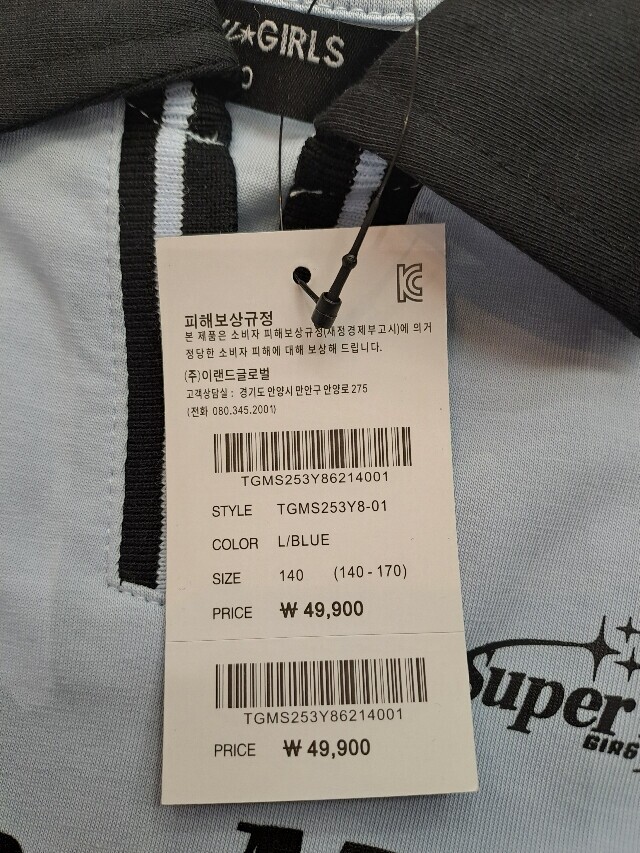 ★GIRLS
피해보상규정
본 제품은 소비자 피해보상규정(재정경제부고시)에 의거
정당한 소비자 피해에 대해 보상해 드립니다.
(주)이랜드글로벌
고객상담실 : 경기도 안양시 만안구 안양로 275
(전화 080.345.2001)
TGMS253Y86214001
STYLE TGMS253Y8-01
COLOR L/BLUE
SIZE 140 (140-170)
PRICE ₩ 49,900
TGMS253Y86214001
PRICE ₩ 49,900
Super